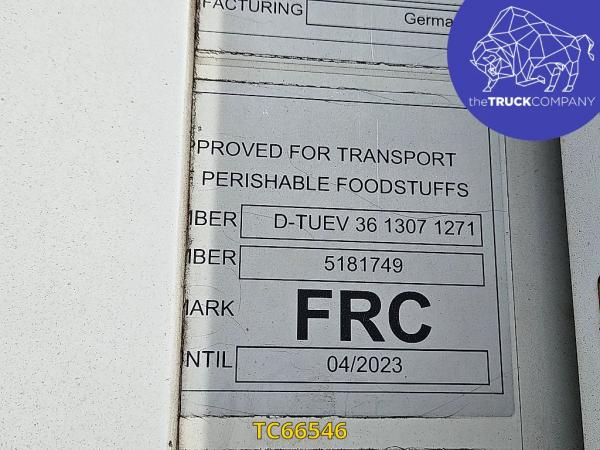 FACTURING
Germa
theTRUCKCOMPANY
PPROVED FOR TRANSPORT
PERISHABLE FOODSTUFFS
MBER D-TUEV 36 1307 1271
MBER 5181749
MARK FRC
NTIL 04/2023
TC66546